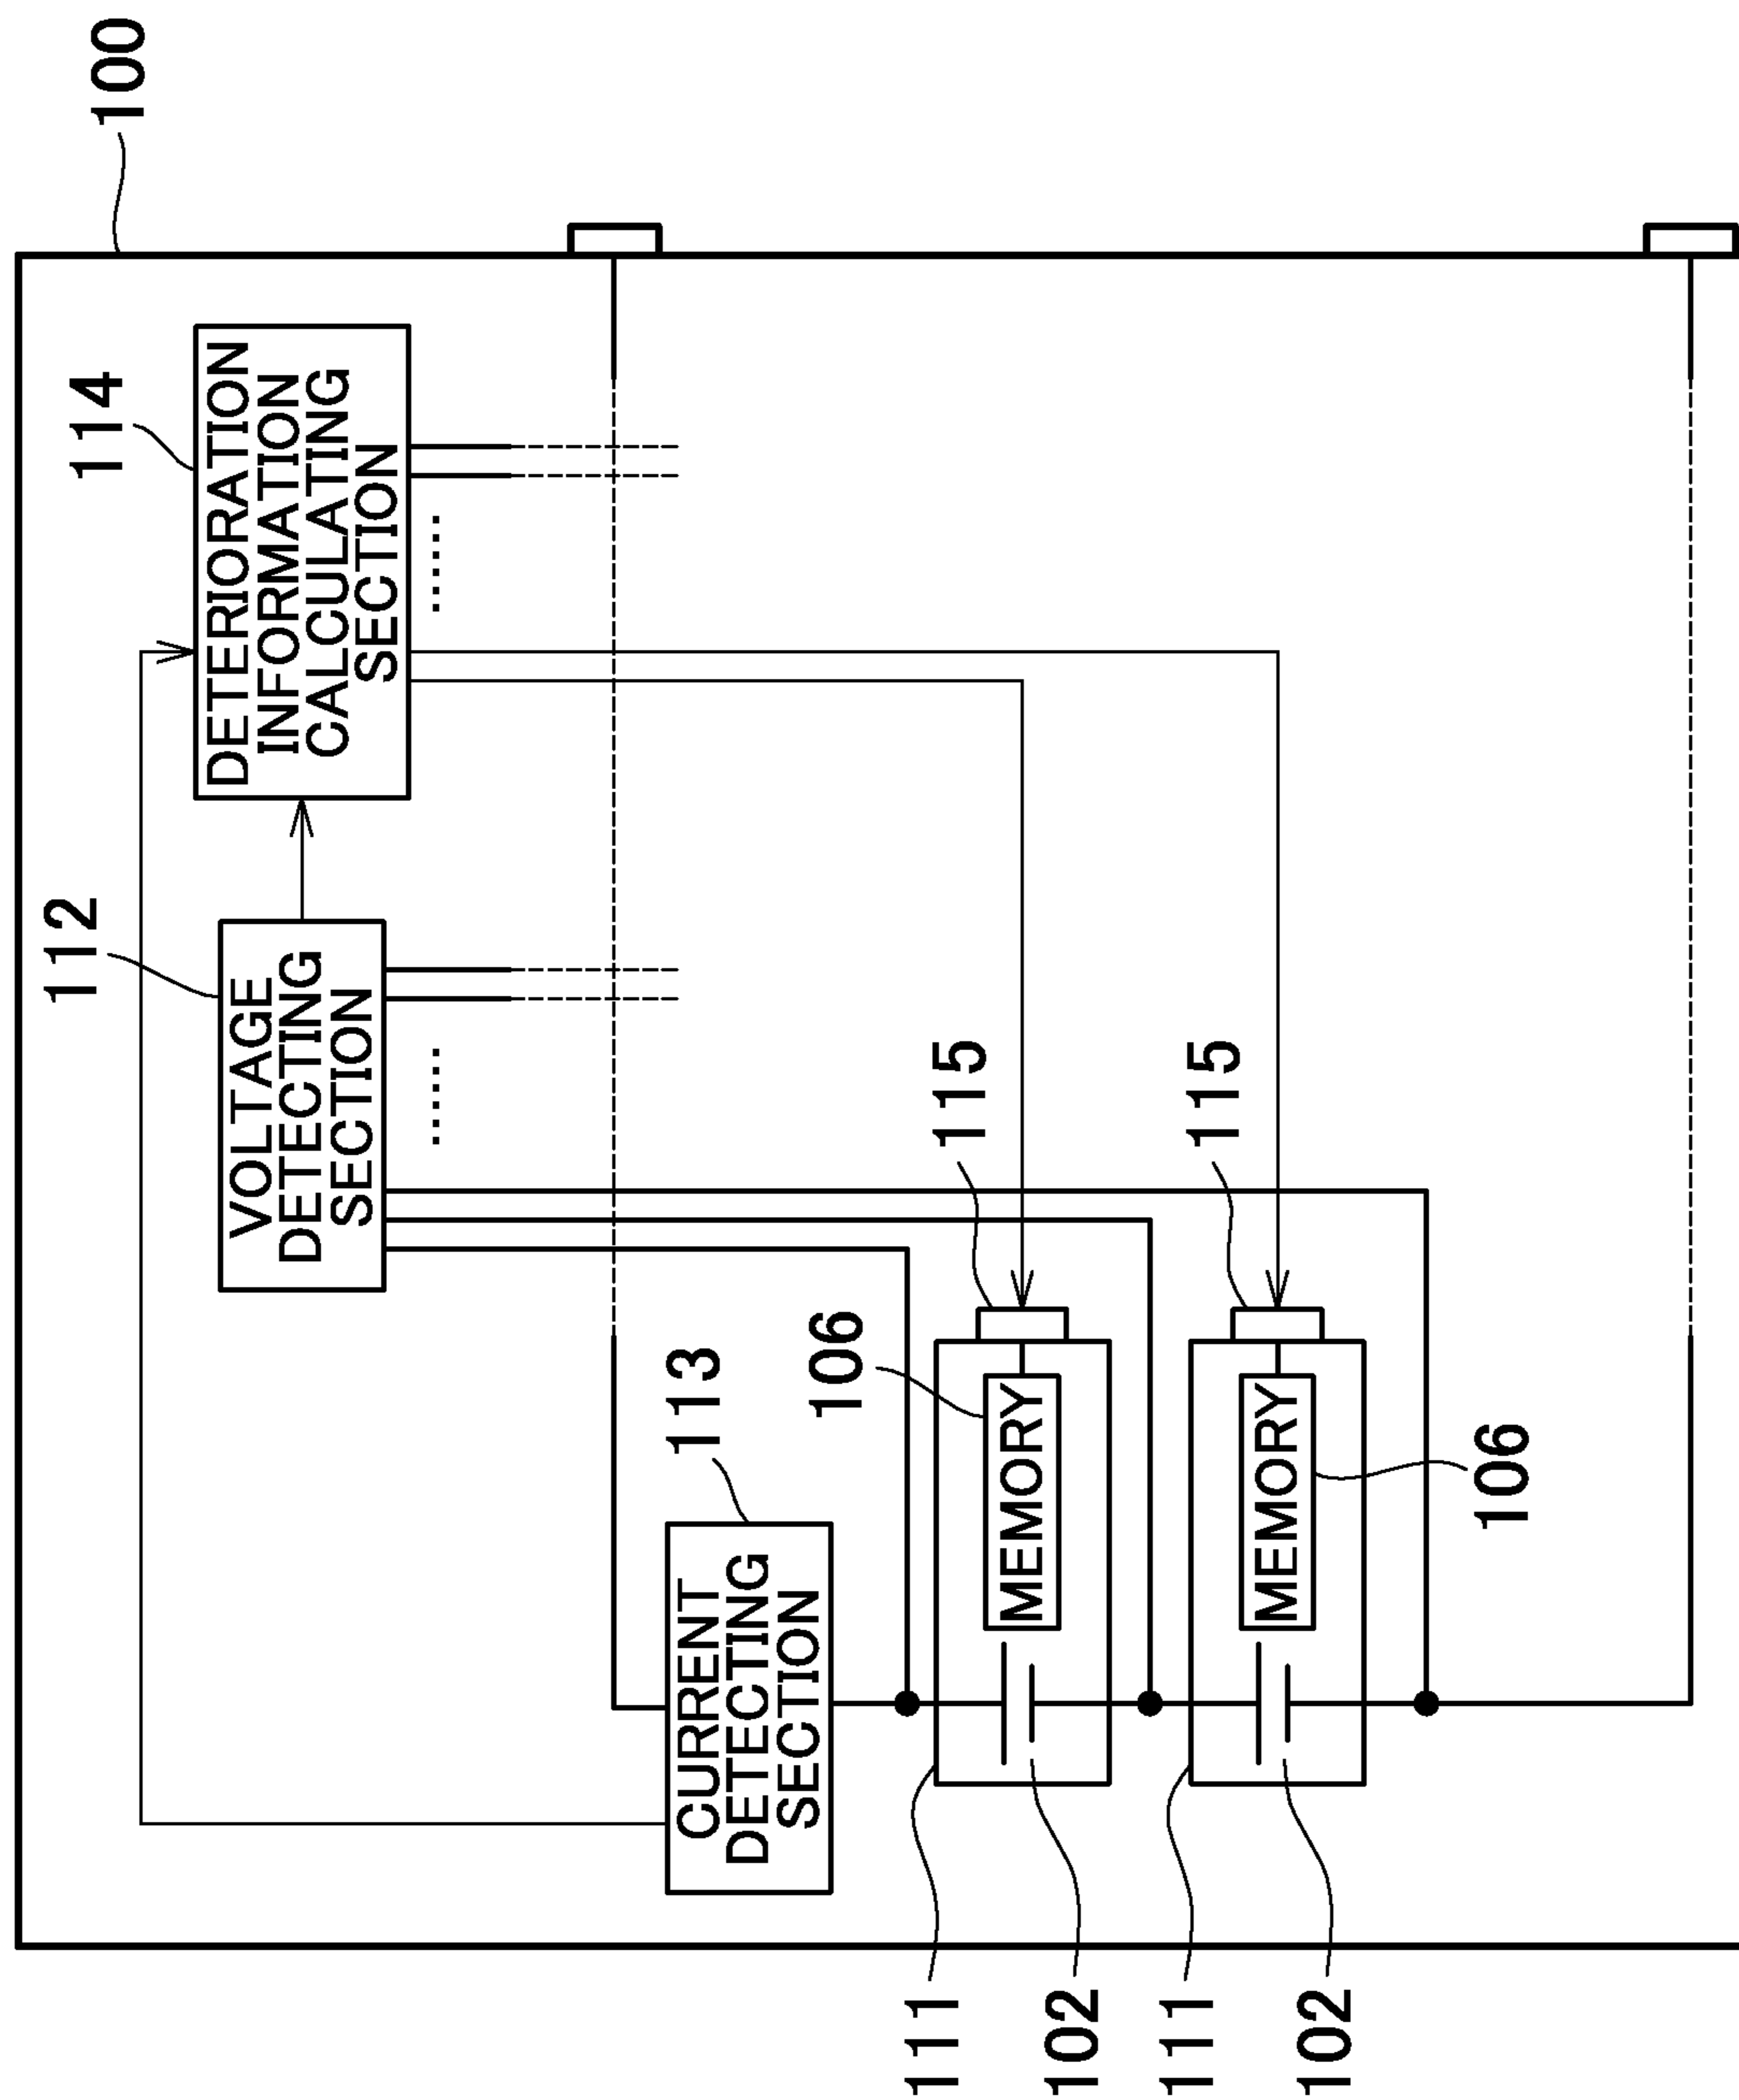 100
114
DETERIORATION
INFORMATION
CALCULATING
SECTION
112
VOLTAGE
DETECTING
SECTION
113
CURRENT
DETECTING
SECTION
115
106
MEMORY
111
102
115
106
MEMORY
111
102